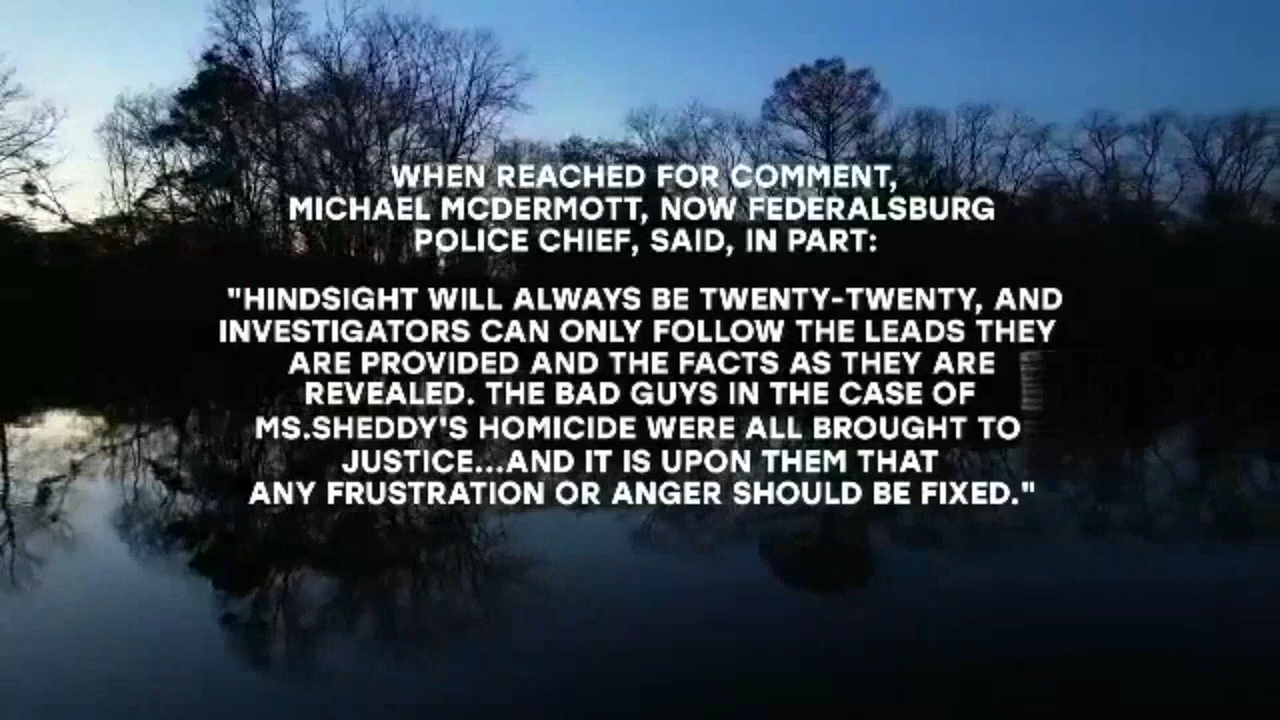 WHEN REACHED FOR COMMENT,
MICHAEL MCDERMOTT, NOW FEDERALSBURG
POLICE CHIEF, SAID, IN PART:
"HINDSIGHT WILL ALWAYS BE TWENTY-TWENTY, AND
INVESTIGATORS CAN ONLY FOLLOW THE LEADS THEY
ARE PROVIDED AND THE FACTS AS THEY ARE
REVEALED. THE BAD GUYS IN THE CASE OF
MS.SHEDDY'S HOMICIDE WERE ALL BROUGHT TO
JUSTICE...AND IT IS UPON THEM THAT
ANY FRUSTRATION OR ANGER SHOULD BE FIXED."